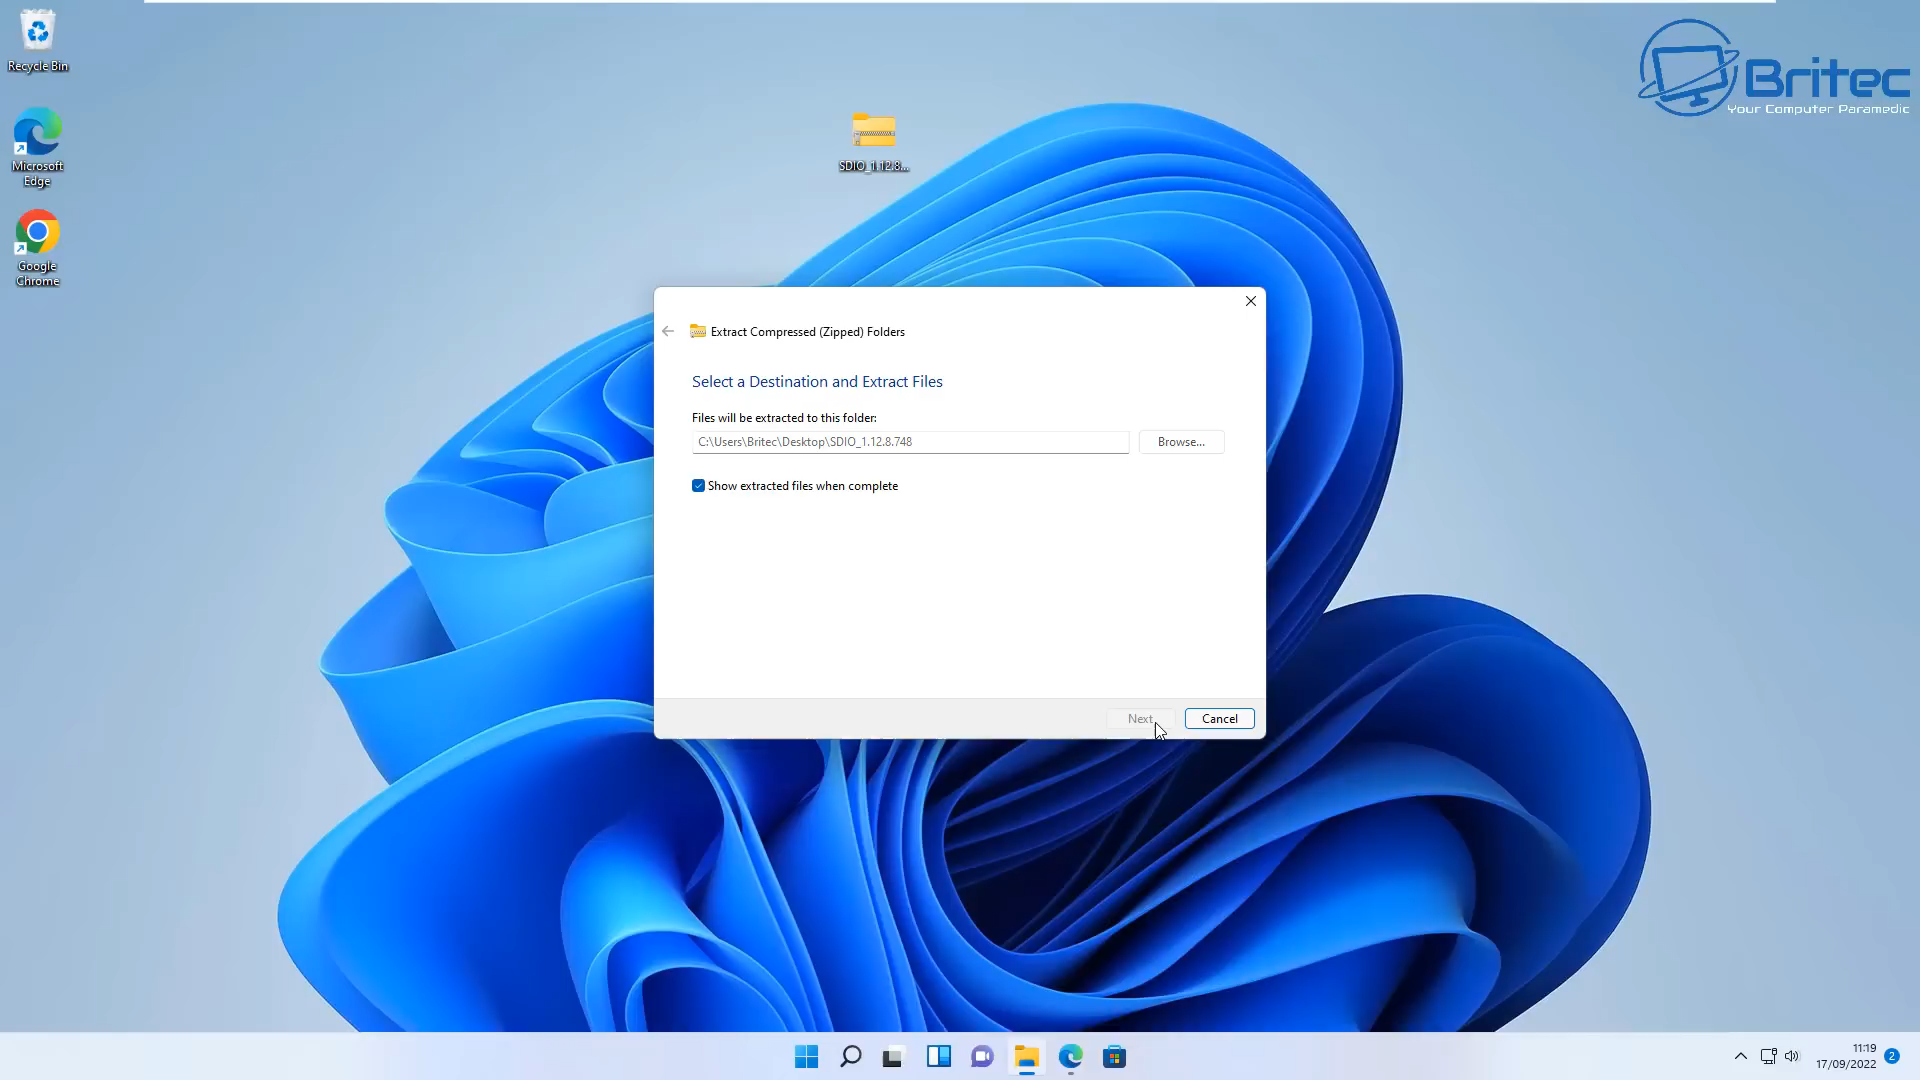 Recycle Bin
Microsoft
Edge
Google
Chrome
SDIO_1.12.8...
Britec
Your Computer Paramedic
Extract Compressed (Zipped) Folders
Select a Destination and Extract Files
Files will be extracted to this folder:
C:\Users\Britec\Desktop\SDIO_1.12.8.748
Browse...
Show extracted files when complete
Next
Cancel
11:19
17/09/2022
2